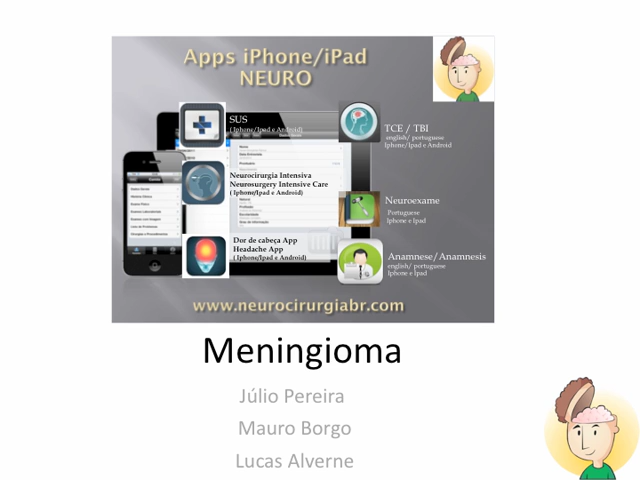 Apps iPhone/iPad
NEURO
SUS
( Iphone/Ipad e Android)
TCE / TBI
english/ portuguese
Iphone/Ipad e Android
Neurocirurgia Intensiva
Neurosurgery Intensive Care
( Iphone/Ipad e Android)
Neuroexame
Portuguese
Iphone e Ipad
Dor de cabeça App
Headache App
( Iphone/Ipad e Android)
Anamnese/Anamnesis
english/ portuguese
Iphone e Ipad
www.neurocirurgiabr.com
Meningioma
Júlio Pereira
Mauro Borgo
Lucas Alverne